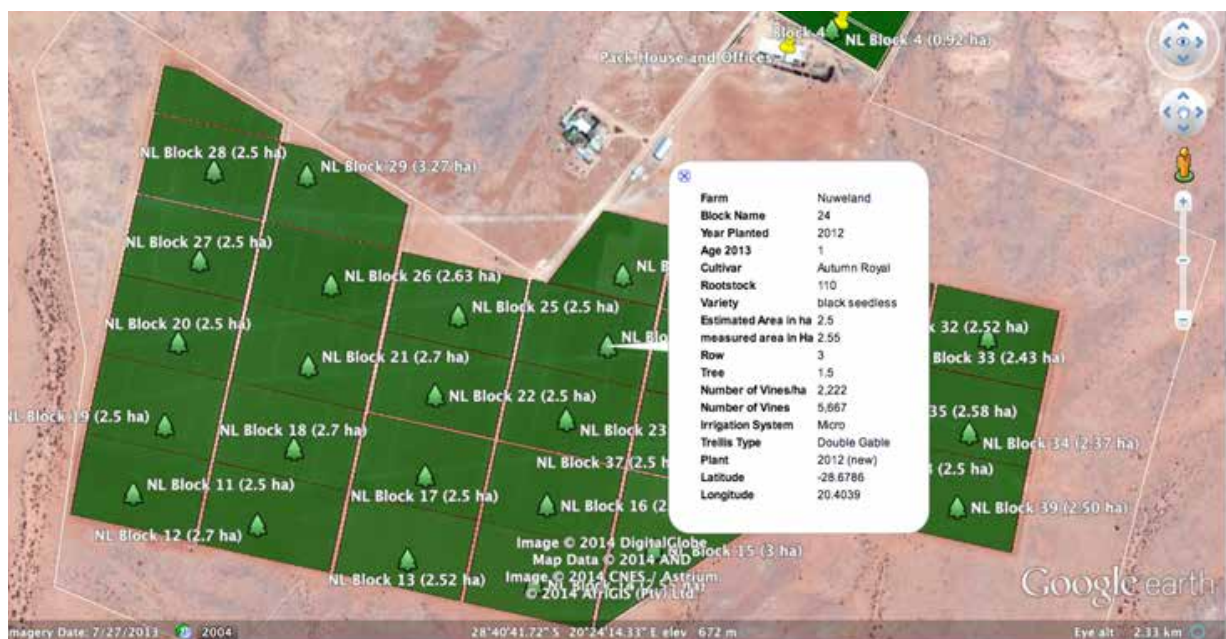 Block 4
NL Block 4 (0.92 ha)
Pack House and Offices
NL Block 28 (2.5 ha)
NL Block 29 (3.27 ha)
NL Block 27 (2.5 ha)
NL Block 26 (2.63 ha)
NL Block 25 (2.5 ha)
NL Block 20 (2.5 ha)
NL Block 21 (2.7 ha)
NL Block 22 (2.5 ha)
NL Block 19 (2.5 ha)
NL Block 18 (2.7 ha)
NL Block 23
NL Block 37 (2.5 h
NL Block 11 (2.5 ha)
NL Block 17 (2.5 ha)
NL Block 16 (2.
NL Block 12 (2.7 ha)
NL Block 13 (2.52 ha)
NL Block 15 (3 ha)
NL B
NL Blo
Farm Nuweland
Block Name 24
Year Planted 2012
Age 2013 1
Cultivar Autumn Royal
Rootstock 110
Variety black seedless
Estimated Area in ha 2.5
measured area in Ha 2.55
Row 3
Tree 1.5
Number of Vines/ha 2,222
Number of Vines 5,667
Irrigation System Micro
Trellis Type Double Gable
Plant 2012 (new)
Latitude -28.6786
Longitude 20.4039
k 32 (2.52 ha)
Block 33 (2.43 ha)
35 (2.58 ha)
NL Block 34 (2.37 ha)
(2.5 ha)
NL Block 39 (2.50 ha)
Image © 2014 DigitalGlobe
Map Data © 2014 AND
Image © 2014 CNES / Astrium
© 2014 AfriGIS (Pty) Ltd.
Google earth
magery Date: 7/27/2013 2004 28°40'41.72" S 20°24'14.33" E elev 672 m Eye alt 2.33 km